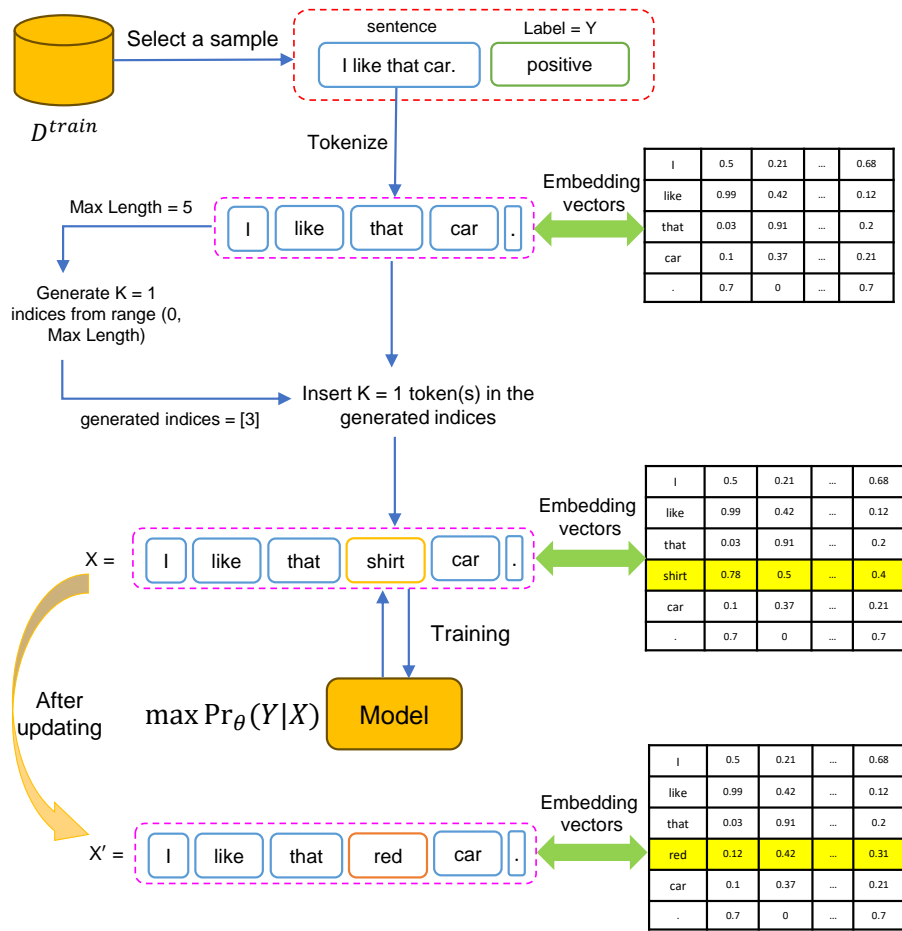 Select a sample
sentence
Label = Y
I like that car.
positive
D^train
Tokenize
Max Length = 5
I like that car .
Embedding
vectors
I 0.5 0.21 ... 0.68
like 0.99 0.42 ... 0.12
that 0.03 0.91 ... 0.2
car 0.1 0.37 ... 0.21
. 0.7 0 ... 0.7
Generate K = 1
indices from range (0,
Max Length)
generated indices = [3]
Insert K = 1 token(s) in the
generated indices
X = I like that shirt car .
Embedding
vectors
I 0.5 0.21 ... 0.68
like 0.99 0.42 ... 0.12
that 0.03 0.91 ... 0.2
shirt 0.78 0.5 ... 0.4
car 0.1 0.37 ... 0.21
. 0.7 0 ... 0.7
Training
After
updating
max Pr_θ(Y|X)
Model
X′ = I like that red car .
Embedding
vectors
I 0.5 0.21 ... 0.68
like 0.99 0.42 ... 0.12
that 0.03 0.91 ... 0.2
red 0.12 0.42 ... 0.31
car 0.1 0.37 ... 0.21
. 0.7 0 ... 0.7